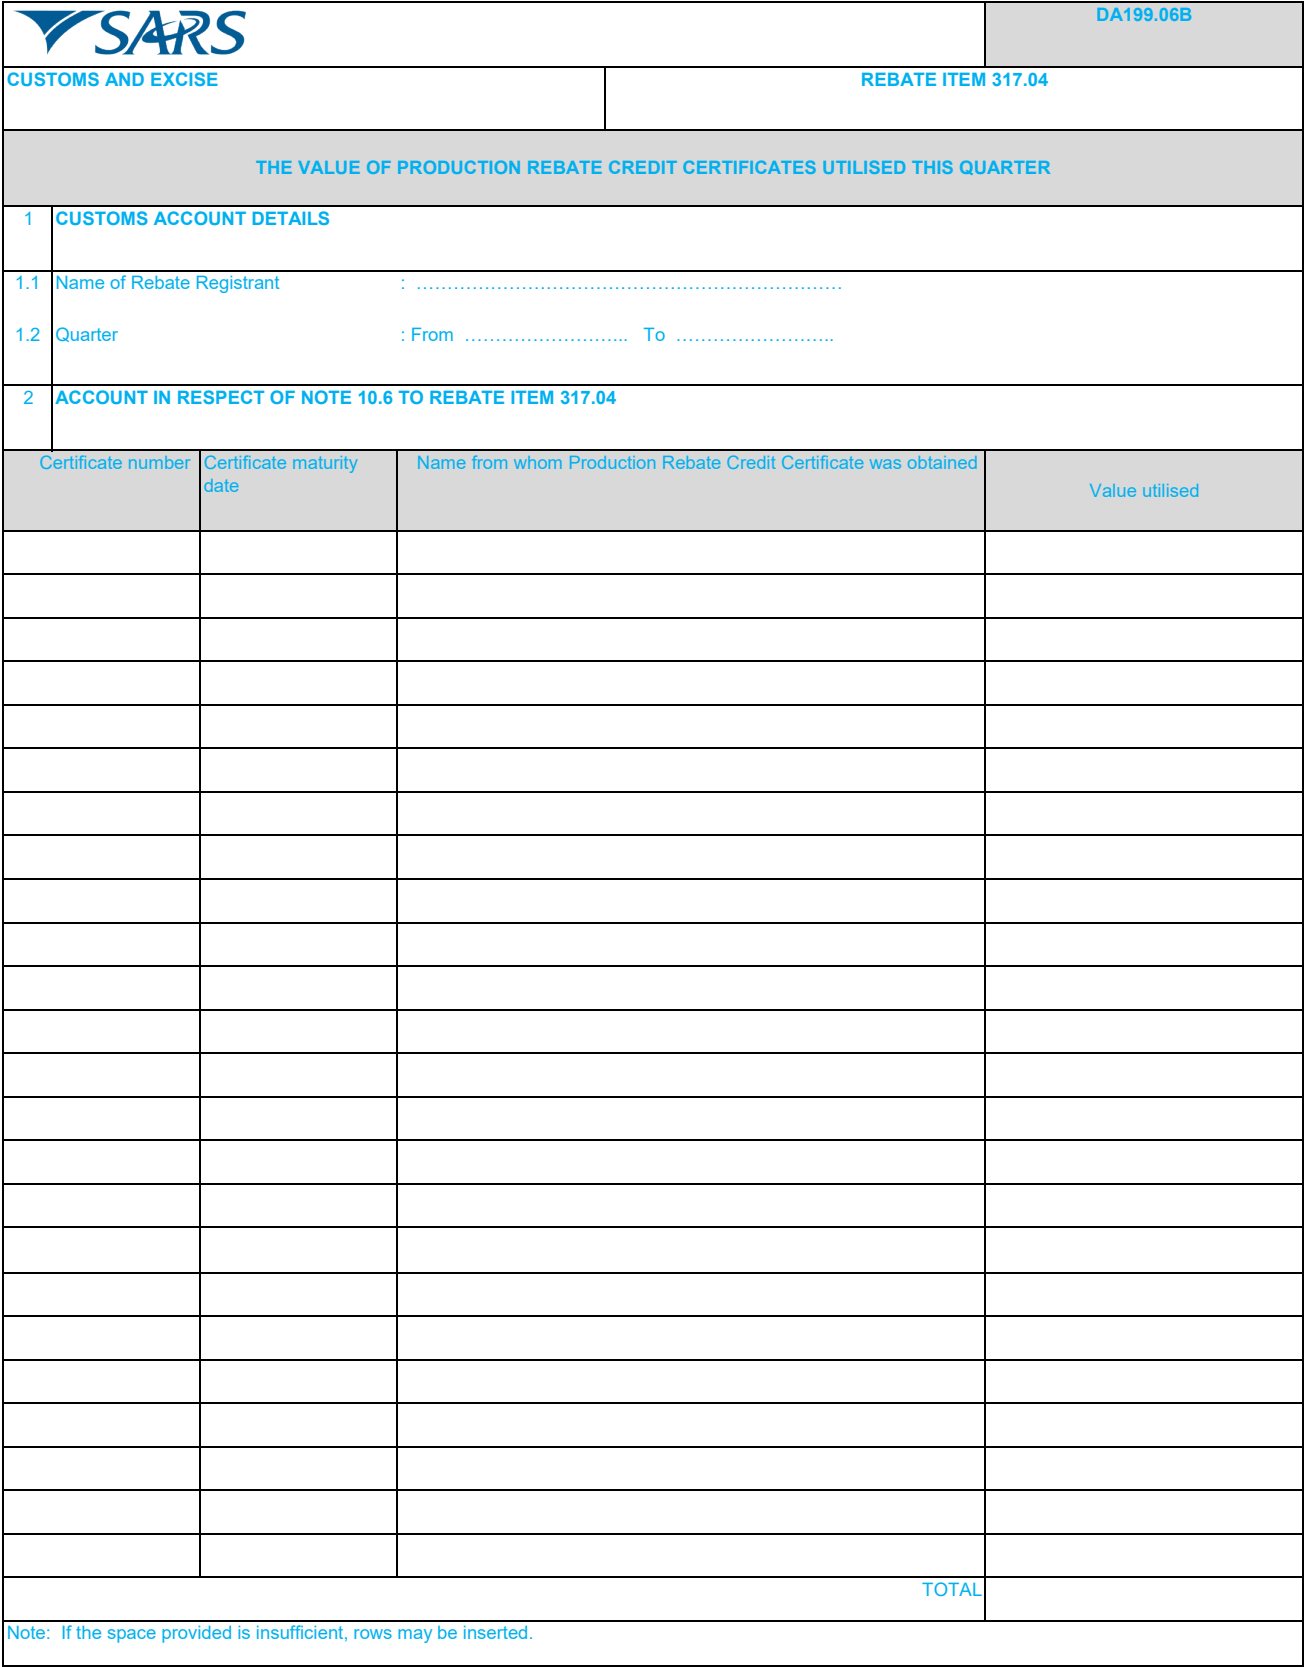 SARS
DA199.06B
CUSTOMS AND EXCISE
REBATE ITEM 317.04
THE VALUE OF PRODUCTION REBATE CREDIT CERTIFICATES UTILISED THIS QUARTER
1 CUSTOMS ACCOUNT DETAILS
1.1 Name of Rebate Registrant : ……………………………………………………………
1.2 Quarter : From …………………….. To ……………………..
2 ACCOUNT IN RESPECT OF NOTE 10.6 TO REBATE ITEM 317.04
Certificate number
Certificate maturity
date
Name from whom Production Rebate Credit Certificate was obtained
Value utilised
TOTAL
Note: If the space provided is insufficient, rows may be inserted.